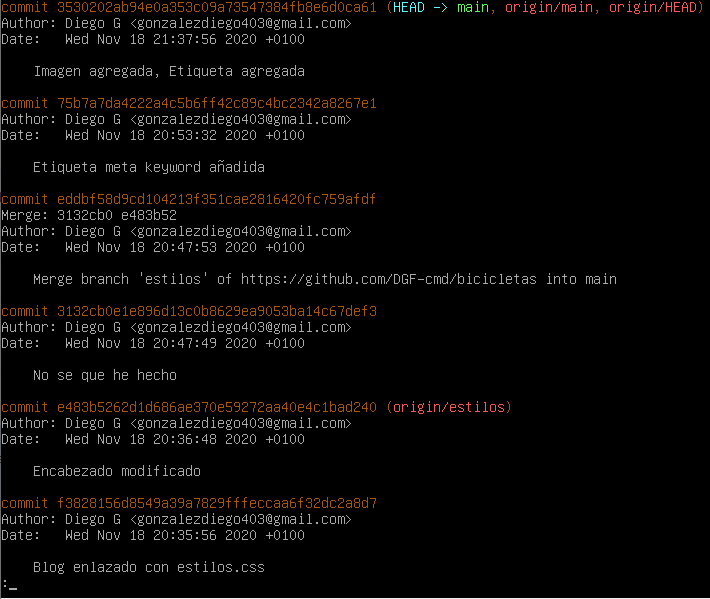 commit 3530202ab94e0a353c09a73547384fb8e6d0ca61 (HEAD -> main, origin/main, origin/HEAD)
Author: Diego G <gonzalezdiego403@gmail.com>
Date:   Wed Nov 18 21:37:56 2020 +0100
Imagen agregada, Etiqueta agregada
commit 75b7a7da4222a4c5b6ff42c89c4bc2342a8267e1
Author: Diego G <gonzalezdiego403@gmail.com>
Date:   Wed Nov 18 20:53:32 2020 +0100
Etiqueta meta keyword añadida
commit eddbf58d9cd104213f351cae2816420fc759afdf
Merge: 3132cb0 e483b52
Author: Diego G <gonzalezdiego403@gmail.com>
Date:   Wed Nov 18 20:47:53 2020 +0100
Merge branch 'estilos' of https://github.com/DGF-cmd/bicicletas into main
commit 3132cb0e1e896d13c0b8629ea9053ba14c67def3
Author: Diego G <gonzalezdiego403@gmail.com>
Date:   Wed Nov 18 20:47:49 2020 +0100
No se que he hecho
commit e483b5262d1d686ae370e59272aa40e4c1bad240 (origin/estilos)
Author: Diego G <gonzalezdiego403@gmail.com>
Date:   Wed Nov 18 20:36:48 2020 +0100
Encabezado modificado
commit f3828156d8549a39a7829fffeccaa6f32dc2a8d7
Author: Diego G <gonzalezdiego403@gmail.com>
Date:   Wed Nov 18 20:35:56 2020 +0100
Blog enlazado con estilos.css
:_